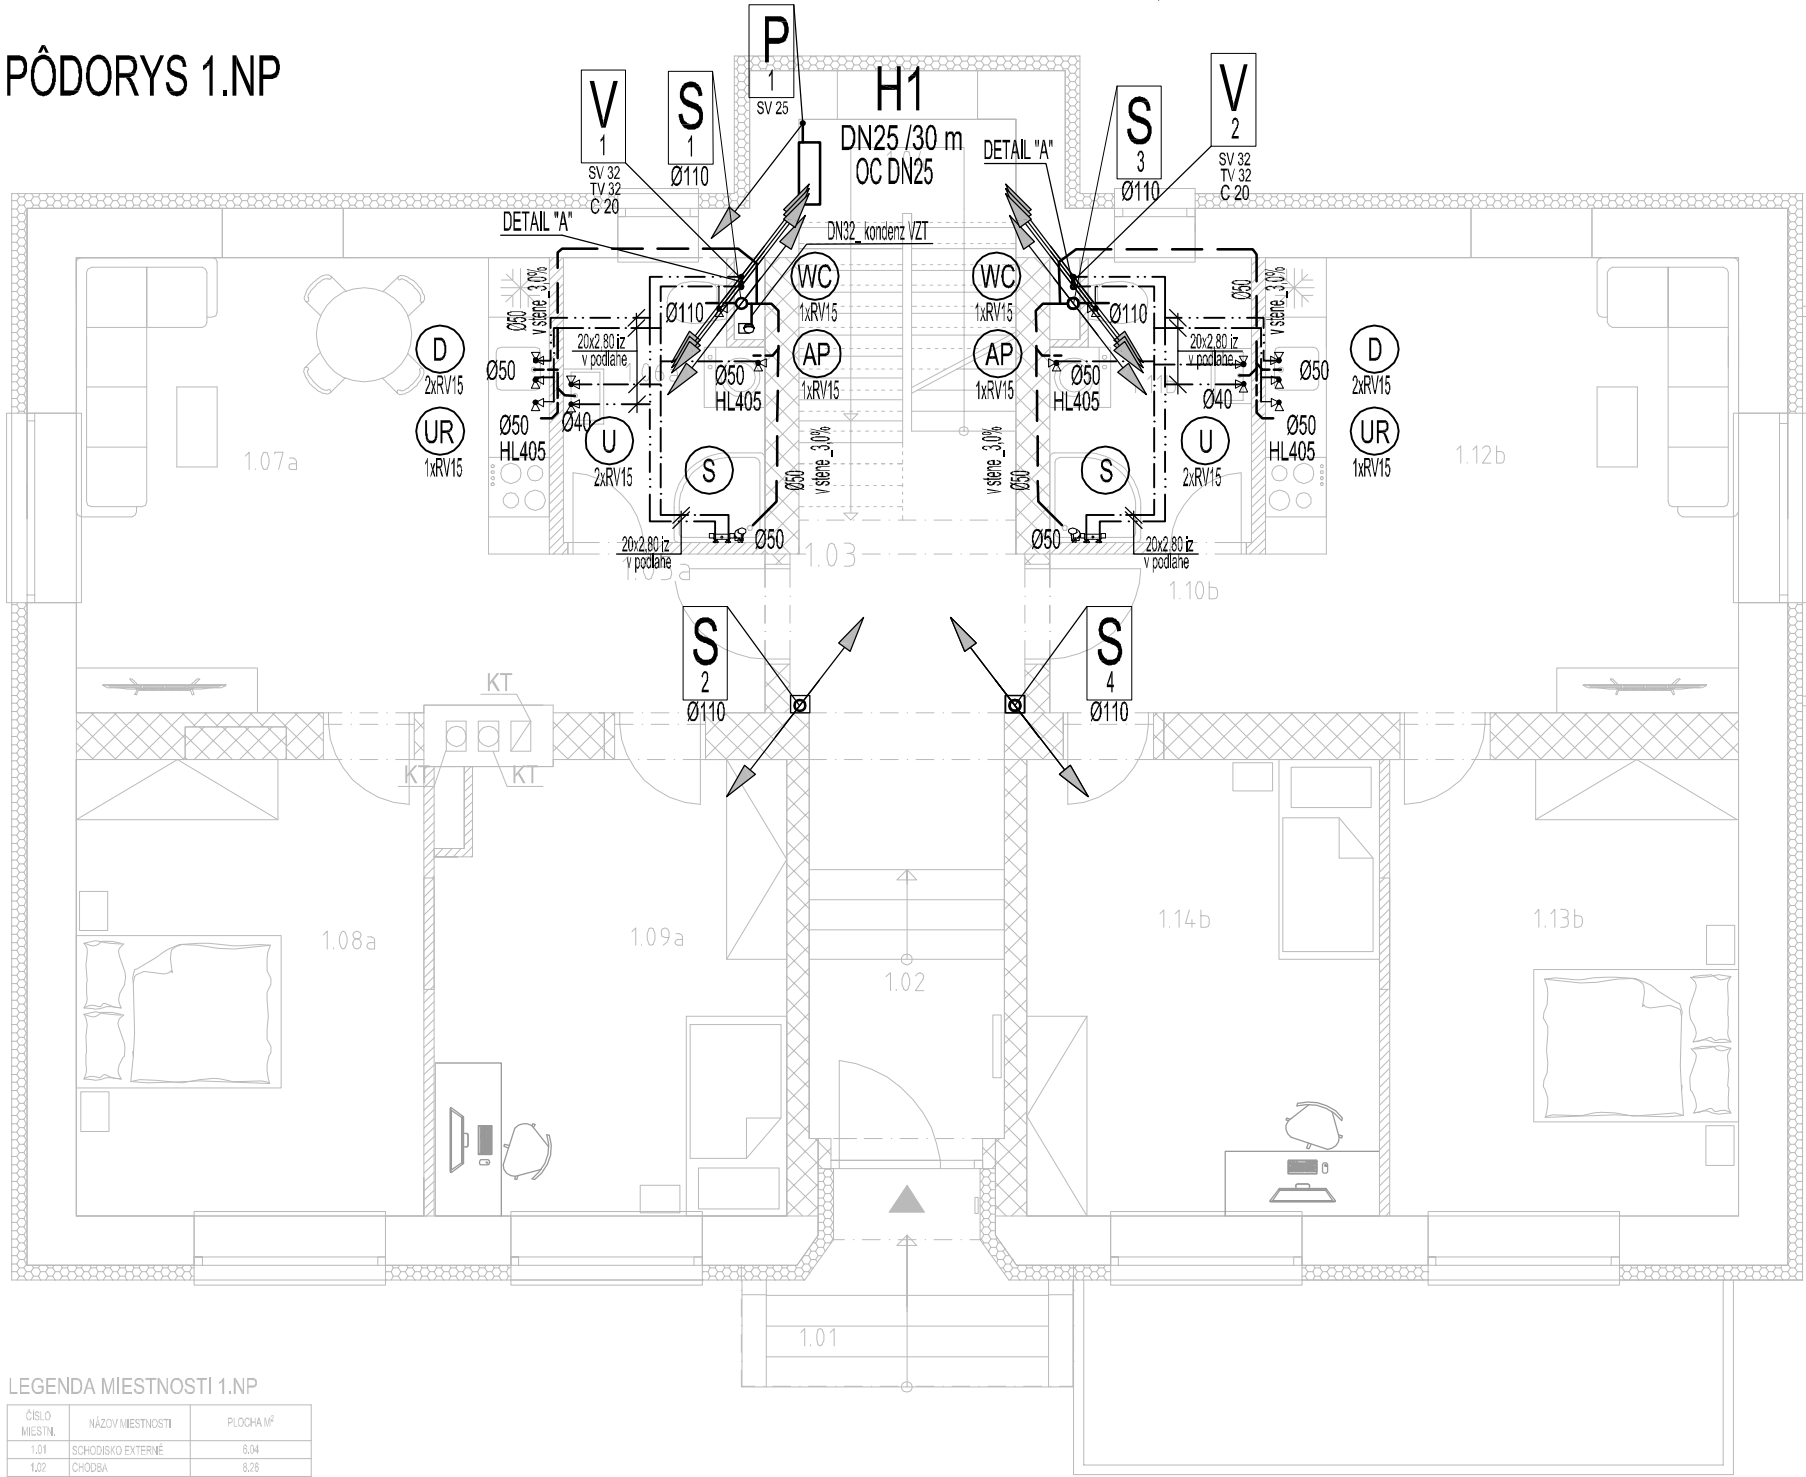 PÔDORYS 1.NP
P
1
SV 25
V
1
SV 32
TV 32
C 20
S
1
Ø110
H1
DN25 /30 m
OC DN25
S
3
Ø110
V
2
SV 32
TV 32
C 20
DETAIL "A"
DETAIL "A"
DN32_ kondenz VZT
WC
1xRV15
WC
1xRV15
Ø110
Ø110
Ø50
v stene_3,0%
Ø50
v stene_3,0%
20x2,80 iz
v podlahe
20x2,80 iz
v podlahe
D
2xRV15
Ø50
Ø50
HL405
AP
1xRV15
AP
1xRV15
Ø50
HL405
Ø50
D
2xRV15
UR
1xRV15
Ø50
HL405
Ø40
U
2xRV15
S
Ø50
v stene_3,0%
v stene_3,0%
Ø50
S
Ø40
U
2xRV15
Ø50
HL405
UR
1xRV15
1.07a
1.12b
20x2,80 iz
v podlahe
Ø50
1.03
Ø50
20x2,80 iz
v podlahe
1.10b
S
2
Ø110
S
4
Ø110
KT
KT
KT
1.08a
1.09a
1.02
1.14b
1.13b
1.01
LEGENDA MIESTNOSTÍ 1.NP
ČÍSLO MIESTN.
NÁZOV MIESTNOSTI
PLOCHA M²
1.01 SCHODISKO EXTERNÉ 6.04
1.02 CHODBA 6.26